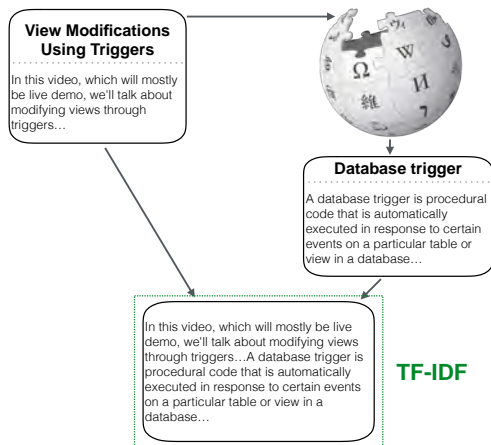 View Modifications
Using Triggers
In this video, which will mostly
be live demo, we'll talk about
modifying views through
triggers…
Ω
W
И
維
7
Database trigger
A database trigger is procedural
code that is automatically
executed in response to certain
events on a particular table or
view in a database…
In this video, which will mostly be live
demo, we'll talk about modifying views
through triggers…A database trigger is
procedural code that is automatically
executed in response to certain events
on a particular table or view in a
database…
TF-IDF